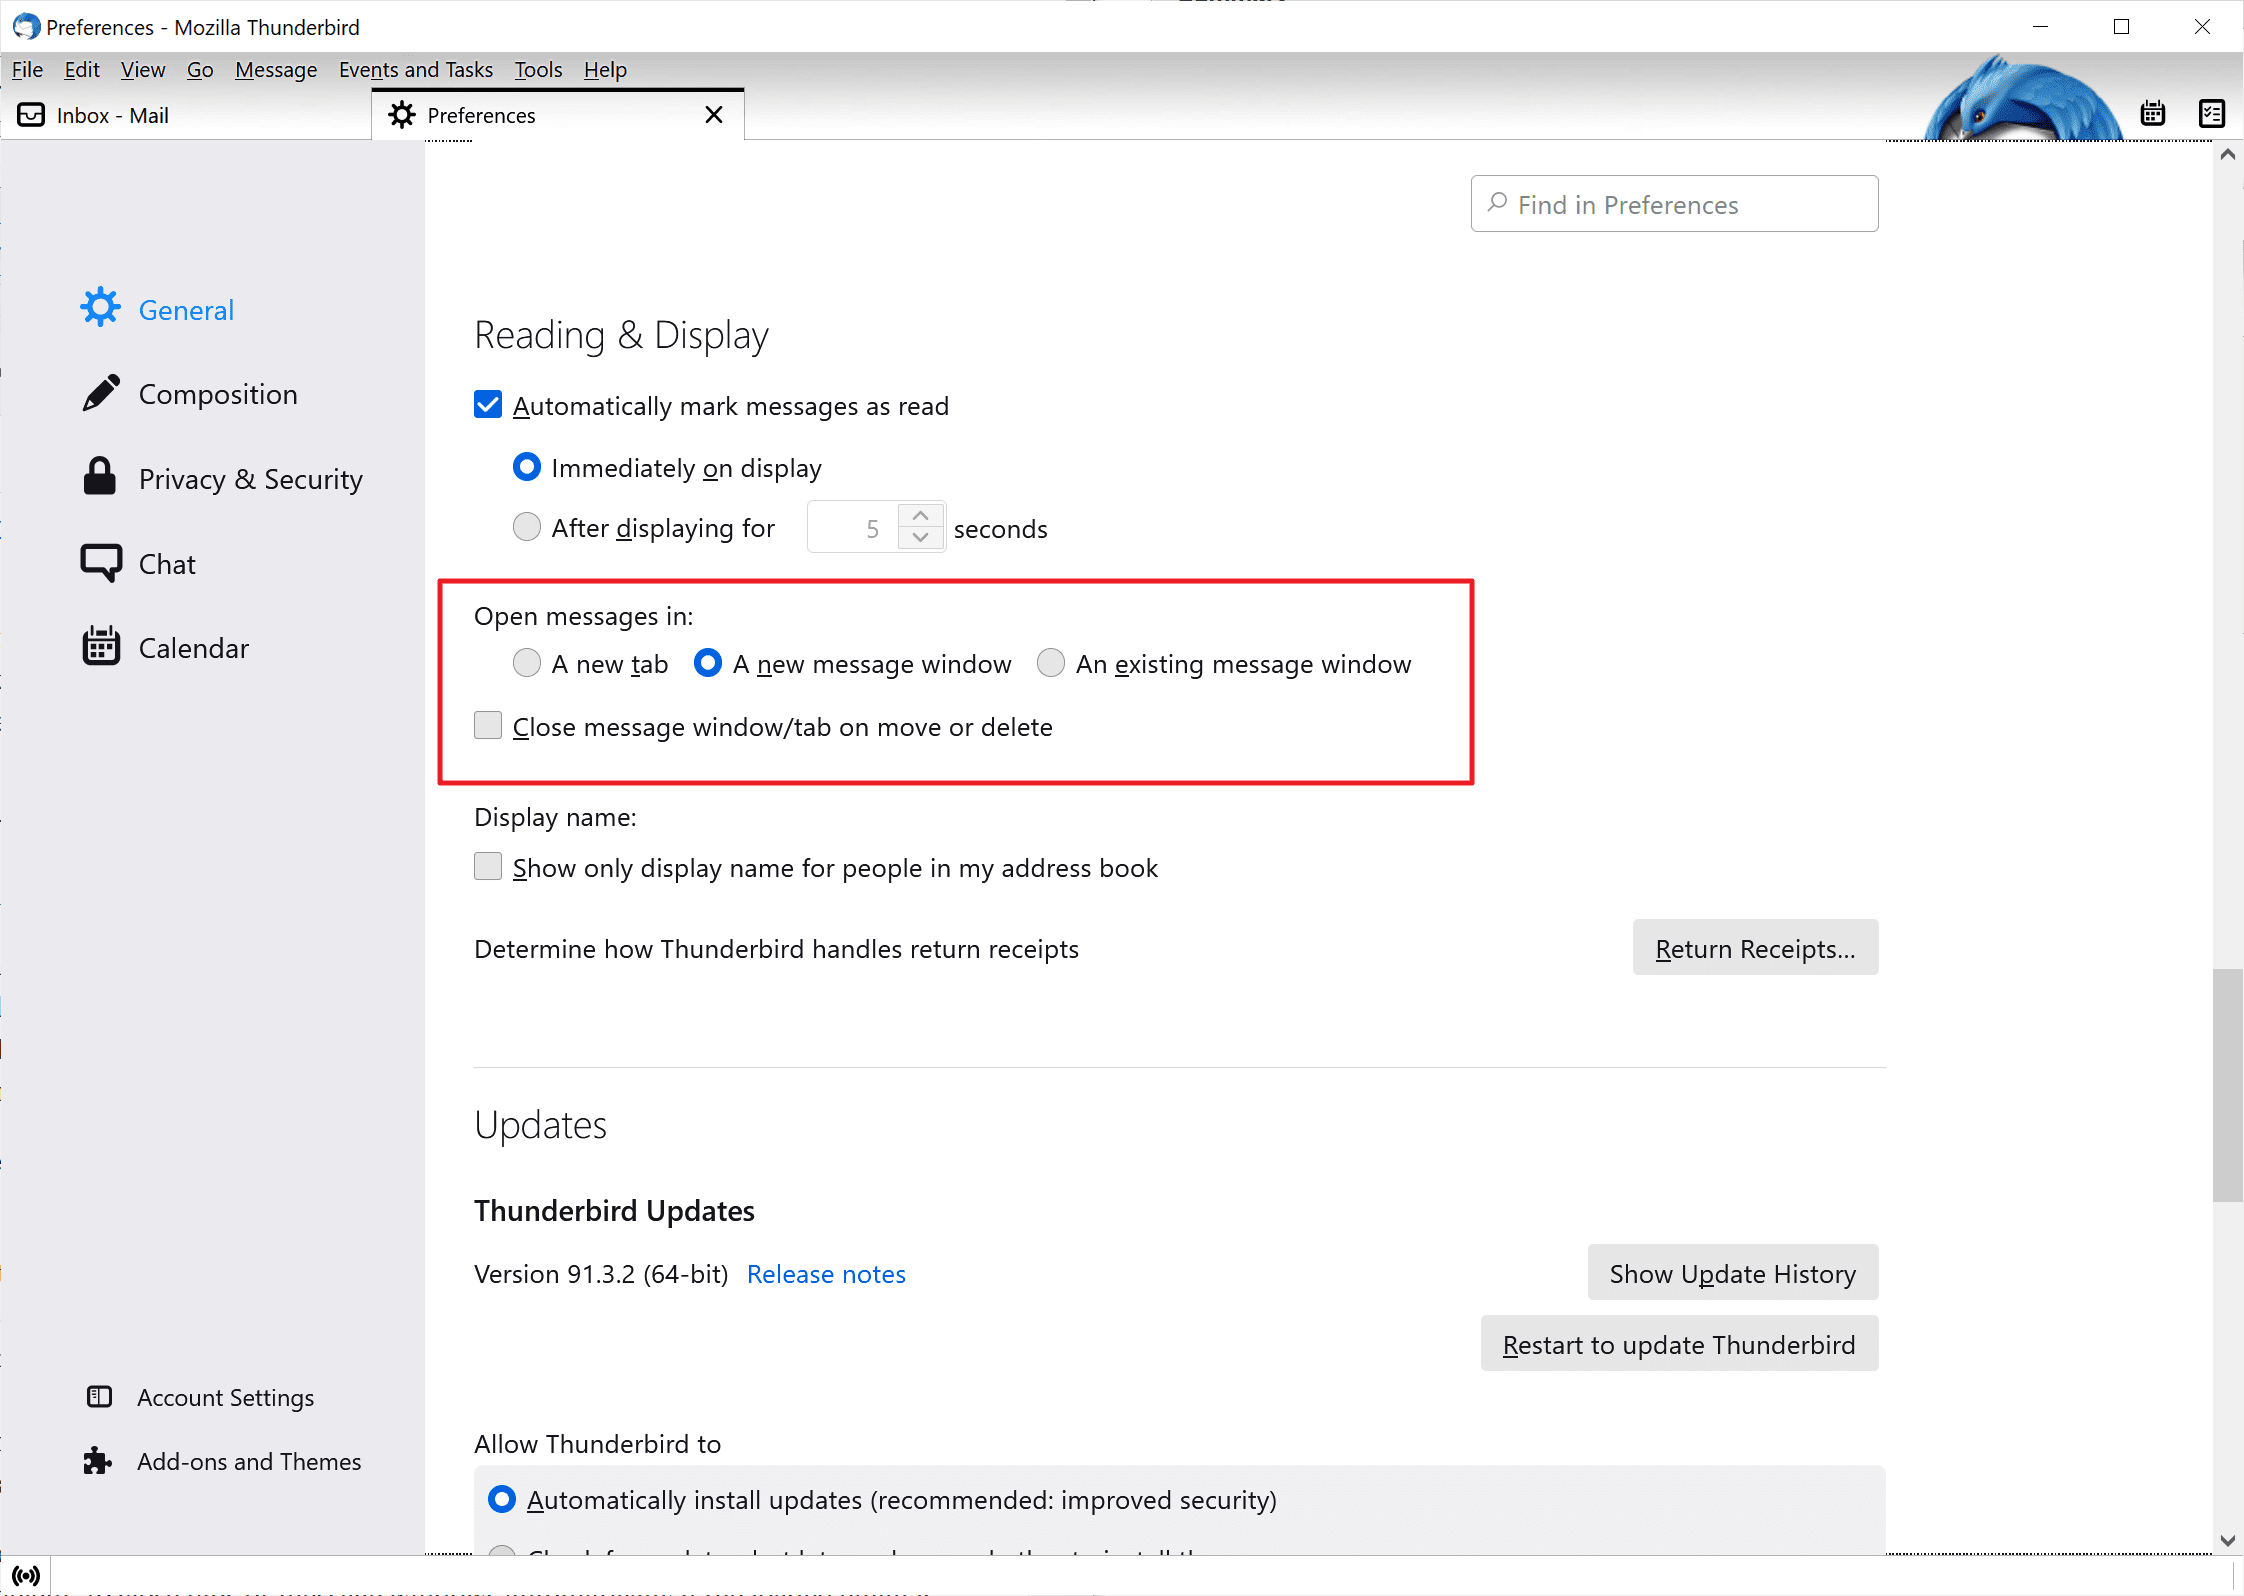 Preferences - Mozilla Thunderbird
File Edit View Go Message Events and Tasks Tools Help
Inbox - Mail
Preferences
Find in Preferences
General
Composition
Privacy & Security
Chat
Calendar
Reading & Display
Automatically mark messages as read
Immediately on display
After displaying for 5 seconds
Open messages in:
A new tab A new message window An existing message window
Close message window/tab on move or delete
Display name:
Show only display name for people in my address book
Determine how Thunderbird handles return receipts Return Receipts...
Updates
Thunderbird Updates
Version 91.3.2 (64-bit) Release notes Show Update History
Restart to update Thunderbird
Allow Thunderbird to
Automatically install updates (recommended: improved security)
Account Settings
Add-ons and Themes